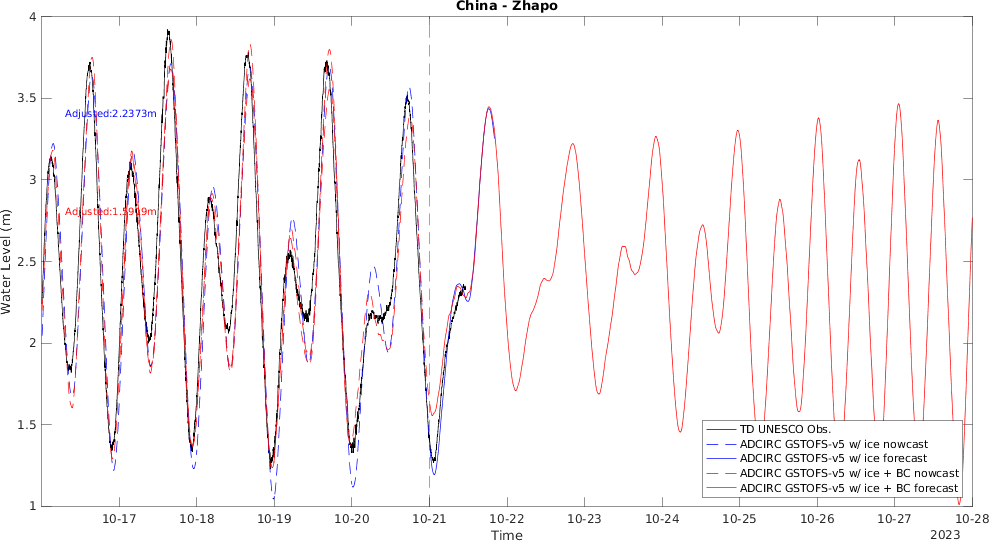 China - Zhapo
4
3.5
3
2.5
2
1.5
1
Water Level (m)
Adjusted:2.2373m
Adjusted:1.5909m
TD UNESCO Obs.
ADCIRC GSTOFS-v5 w/ ice nowcast
ADCIRC GSTOFS-v5 w/ ice forecast
ADCIRC GSTOFS-v5 w/ ice + BC nowcast
ADCIRC GSTOFS-v5 w/ ice + BC forecast
10-17 10-18 10-19 10-20 10-21 10-22 10-23 10-24 10-25 10-26 10-27 10-28
Time
2023